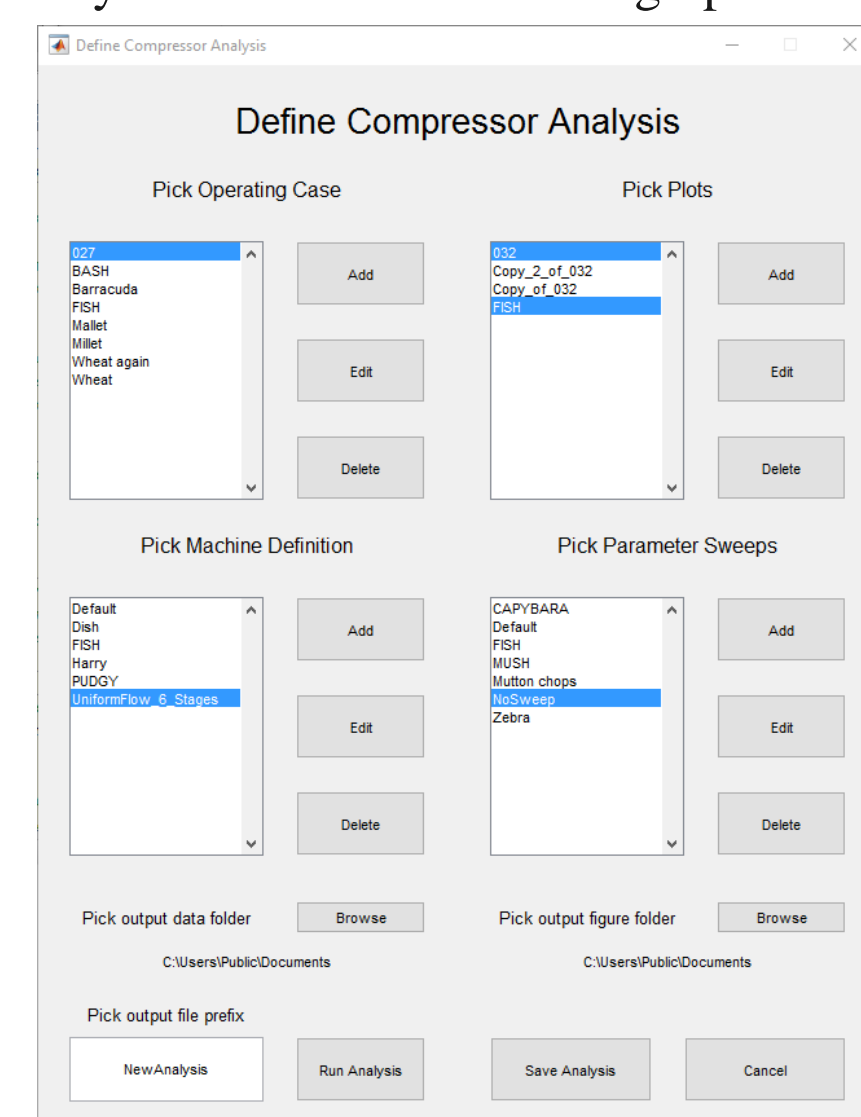 Define Compressor Analysis
Define Compressor Analysis
Pick Operating Case
027
BASH
Barracuda
FISH
Mallet
Millet
Wheat again
Wheat
Add
Edit
Delete
Pick Plots
032
Copy_2_of_032
Copy_of_032
FISH
Add
Edit
Delete
Pick Machine Definition
Default
Dish
FISH
Harry
PUDGY
UniformFlow_6_Stages
Add
Edit
Delete
Pick Parameter Sweeps
CAPYBARA
Default
FISH
MUSH
Mutton chops
NoSweep
Zebra
Add
Edit
Delete
Pick output data folder
Browse
C:\Users\Public\Documents
Pick output figure folder
Browse
C:\Users\Public\Documents
Pick output file prefix
NewAnalysis
Run Analysis
Save Analysis
Cancel